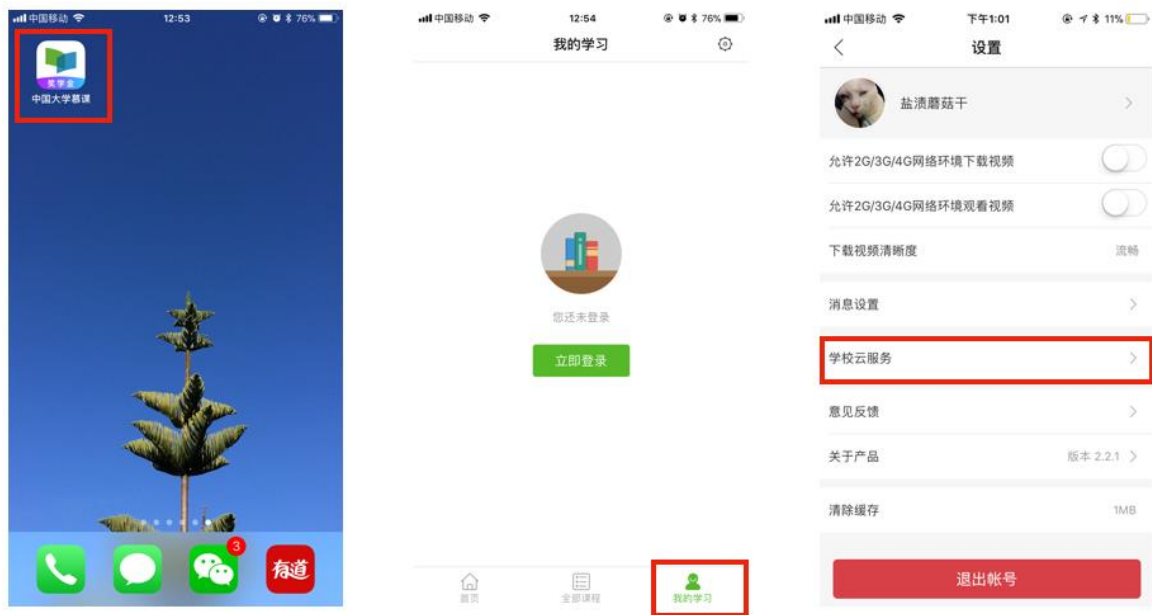 中国移动 12:53 76%
奖学金
中国大学慕课
3
有道
中国移动 12:54 76%
我的学习
您还未登录
立即登录
首页 全部课程 我的学习
中国移动 下午1:01 11%
设置
盐渍蘑菇干
允许2G/3G/4G网络环境下载视频
允许2G/3G/4G网络环境观看视频
下载视频清晰度 流畅
消息设置
学校云服务
意见反馈
关于产品 版本 2.2.1
清除缓存 1MB
退出帐号